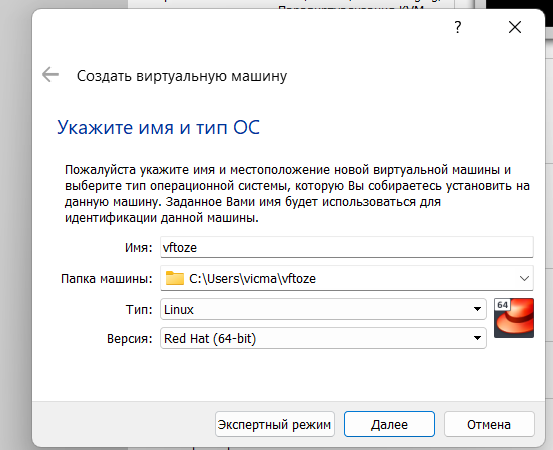 Паравиртуализация KVM
?
Создать виртуальную машину
Укажите имя и тип ОС
Пожалуйста укажите имя и местоположение новой виртуальной машины и
выберите тип операционной системы, которую Вы собираетесь установить на
данную машину. Заданное Вами имя будет использоваться для
идентификации данной машины.
Имя: vftoze
Папка машины: C:\Users\vicma\vftoze
Тип: Linux
64
Версия: Red Hat (64-bit)
Экспертный режим Далее Отмена